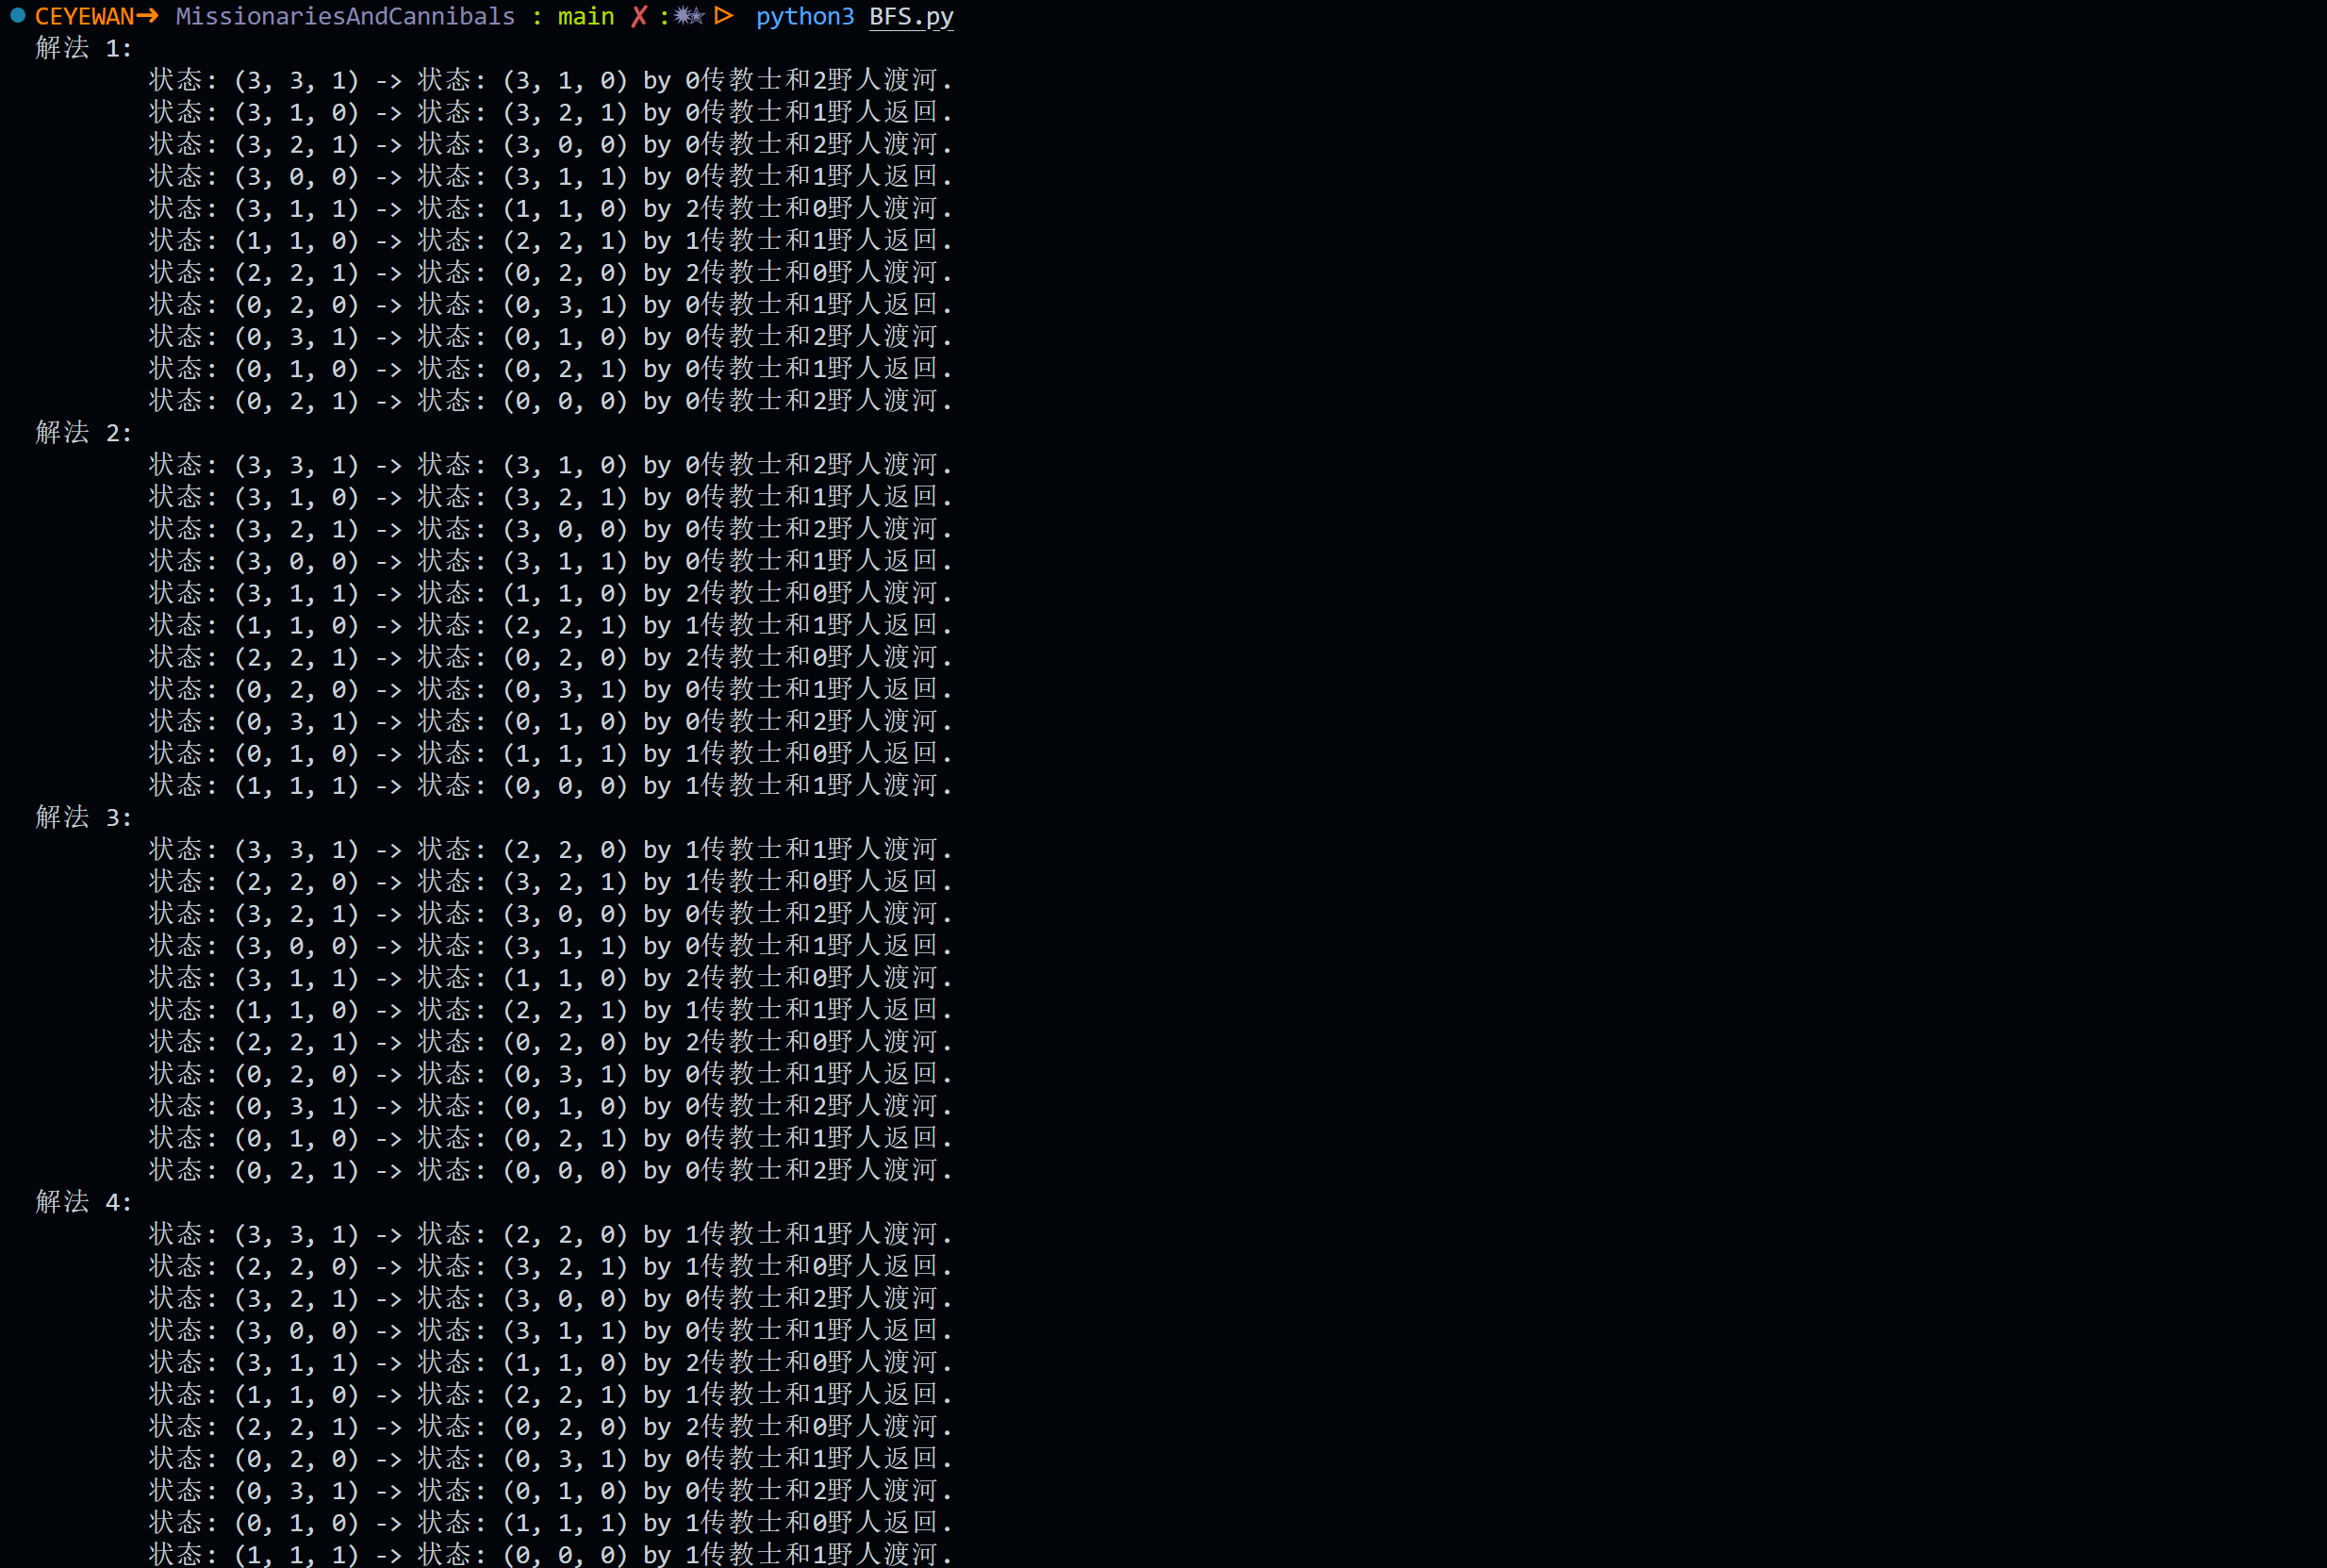 CEYEWAN➜ MissionariesAndCannibals : main ✗ :✹✭ ᐅ python3 BFS.py
解法 1:
状态: (3, 3, 1) -> 状态: (3, 1, 0) by 0传教士和2野人渡河.
状态: (3, 1, 0) -> 状态: (3, 2, 1) by 0传教士和1野人返回.
状态: (3, 2, 1) -> 状态: (3, 0, 0) by 0传教士和2野人渡河.
状态: (3, 0, 0) -> 状态: (3, 1, 1) by 0传教士和1野人返回.
状态: (3, 1, 1) -> 状态: (1, 1, 0) by 2传教士和0野人渡河.
状态: (1, 1, 0) -> 状态: (2, 2, 1) by 1传教士和1野人返回.
状态: (2, 2, 1) -> 状态: (0, 2, 0) by 2传教士和0野人渡河.
状态: (0, 2, 0) -> 状态: (0, 3, 1) by 0传教士和1野人返回.
状态: (0, 3, 1) -> 状态: (0, 1, 0) by 0传教士和2野人渡河.
状态: (0, 1, 0) -> 状态: (0, 2, 1) by 0传教士和1野人返回.
状态: (0, 2, 1) -> 状态: (0, 0, 0) by 0传教士和2野人渡河.
解法 2:
状态: (3, 3, 1) -> 状态: (3, 1, 0) by 0传教士和2野人渡河.
状态: (3, 1, 0) -> 状态: (3, 2, 1) by 0传教士和1野人返回.
状态: (3, 2, 1) -> 状态: (3, 0, 0) by 0传教士和2野人渡河.
状态: (3, 0, 0) -> 状态: (3, 1, 1) by 0传教士和1野人返回.
状态: (3, 1, 1) -> 状态: (1, 1, 0) by 2传教士和0野人渡河.
状态: (1, 1, 0) -> 状态: (2, 2, 1) by 1传教士和1野人返回.
状态: (2, 2, 1) -> 状态: (0, 2, 0) by 2传教士和0野人渡河.
状态: (0, 2, 0) -> 状态: (0, 3, 1) by 0传教士和1野人返回.
状态: (0, 3, 1) -> 状态: (0, 1, 0) by 0传教士和2野人渡河.
状态: (0, 1, 0) -> 状态: (1, 1, 1) by 1传教士和0野人返回.
状态: (1, 1, 1) -> 状态: (0, 0, 0) by 1传教士和1野人渡河.
解法 3:
状态: (3, 3, 1) -> 状态: (2, 2, 0) by 1传教士和1野人渡河.
状态: (2, 2, 0) -> 状态: (3, 2, 1) by 1传教士和0野人返回.
状态: (3, 2, 1) -> 状态: (3, 0, 0) by 0传教士和2野人渡河.
状态: (3, 0, 0) -> 状态: (3, 1, 1) by 0传教士和1野人返回.
状态: (3, 1, 1) -> 状态: (1, 1, 0) by 2传教士和0野人渡河.
状态: (1, 1, 0) -> 状态: (2, 2, 1) by 1传教士和1野人返回.
状态: (2, 2, 1) -> 状态: (0, 2, 0) by 2传教士和0野人渡河.
状态: (0, 2, 0) -> 状态: (0, 3, 1) by 0传教士和1野人返回.
状态: (0, 3, 1) -> 状态: (0, 1, 0) by 0传教士和2野人渡河.
状态: (0, 1, 0) -> 状态: (0, 2, 1) by 0传教士和1野人返回.
状态: (0, 2, 1) -> 状态: (0, 0, 0) by 0传教士和2野人渡河.
解法 4:
状态: (3, 3, 1) -> 状态: (2, 2, 0) by 1传教士和1野人渡河.
状态: (2, 2, 0) -> 状态: (3, 2, 1) by 1传教士和0野人返回.
状态: (3, 2, 1) -> 状态: (3, 0, 0) by 0传教士和2野人渡河.
状态: (3, 0, 0) -> 状态: (3, 1, 1) by 0传教士和1野人返回.
状态: (3, 1, 1) -> 状态: (1, 1, 0) by 2传教士和0野人渡河.
状态: (1, 1, 0) -> 状态: (2, 2, 1) by 1传教士和1野人返回.
状态: (2, 2, 1) -> 状态: (0, 2, 0) by 2传教士和0野人渡河.
状态: (0, 2, 0) -> 状态: (0, 3, 1) by 0传教士和1野人返回.
状态: (0, 3, 1) -> 状态: (0, 1, 0) by 0传教士和2野人渡河.
状态: (0, 1, 0) -> 状态: (1, 1, 1) by 1传教士和0野人返回.
状态: (1, 1, 1) -> 状态: (0, 0, 0) by 1传教士和1野人渡河.